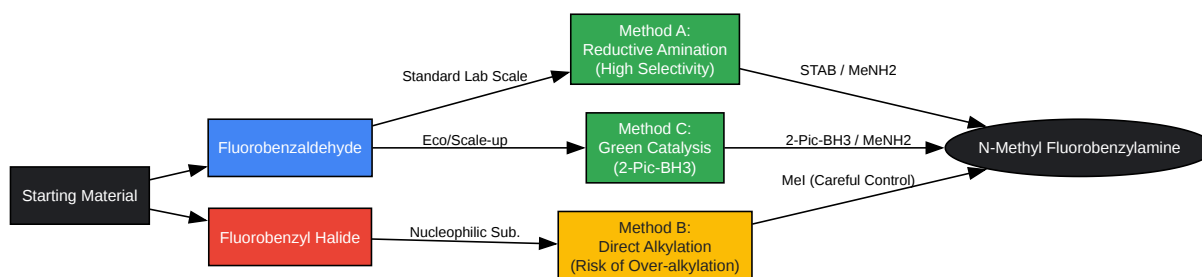 Method A:
Reductive Amination
(High Selectivity)
Standard Lab Scale
STAB / MeNH2
Fluorobenzaldehyde
Eco/Scale-up
Method C:
Green Catalysis
(2-Pic-BH3)
2-Pic-BH3 / MeNH2
N-Methyl Fluorobenzylamine
Starting Material
MeI (Careful Control)
Fluorobenzyl Halide
Nucleophilic Sub.
Method B:
Direct Alkylation
(Risk of Over-alkylation)